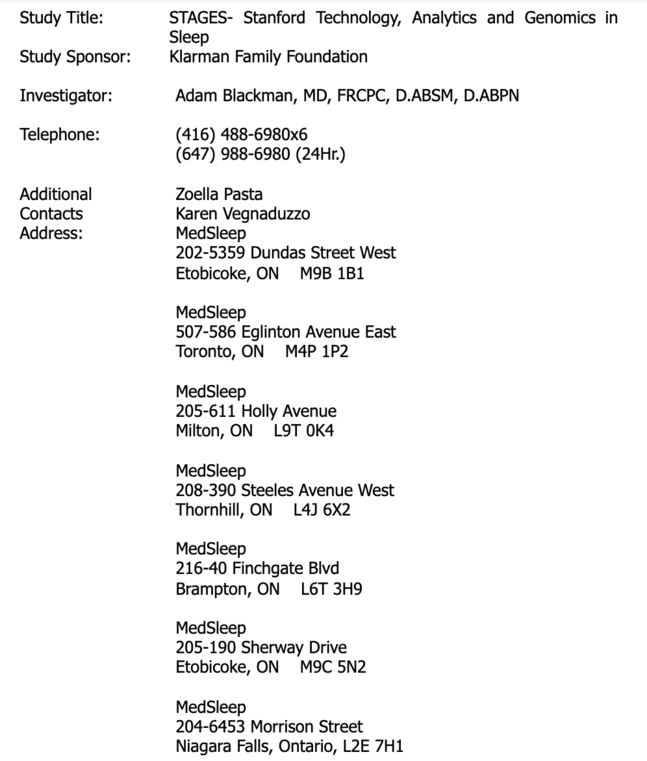 Study Title: STAGES- Stanford Technology, Analytics and Genomics in
Sleep
Study Sponsor: Klarman Family Foundation
Investigator: Adam Blackman, MD, FRCPC, D.ABSM, D.ABPN
Telephone: (416) 488-6980x6
(647) 988-6980 (24Hr.)
Additional Zoella Pasta
Contacts Karen Vegnaduzzo
Address: MedSleep
202-5359 Dundas Street West
Etobicoke, ON M9B 1B1
MedSleep
507-586 Eglinton Avenue East
Toronto, ON M4P 1P2
MedSleep
205-611 Holly Avenue
Milton, ON L9T 0K4
MedSleep
208-390 Steeles Avenue West
Thornhill, ON L4J 6X2
MedSleep
216-40 Finchgate Blvd
Brampton, ON L6T 3H9
MedSleep
205-190 Sherway Drive
Etobicoke, ON M9C 5N2
MedSleep
204-6453 Morrison Street
Niagara Falls, Ontario, L2E 7H1